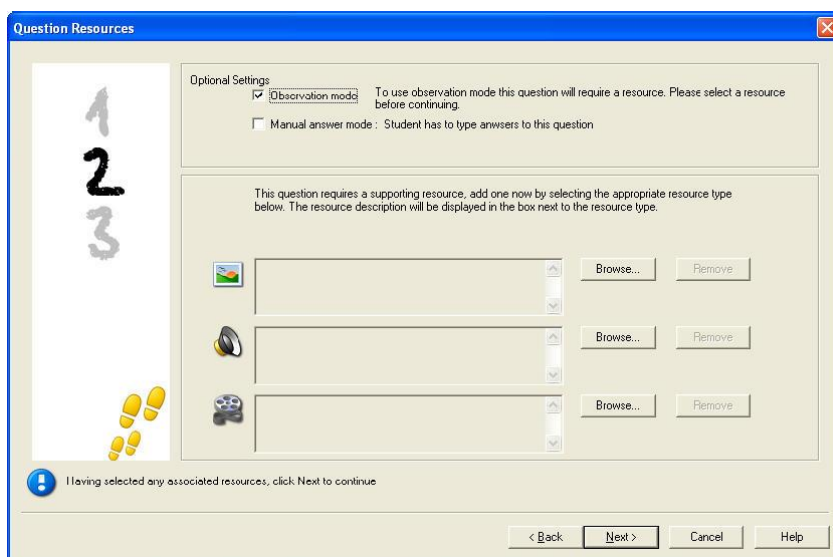 Question Resources
1
2
3
Optional Settings
Observation mode
To use observation mode this question will require a resource. Please select a resource
before continuing.
Manual answer mode : Student has to type anwsers to this question
This question requires a supporting resource, add one now by selecting the appropriate resource type
below. The resource description will be displayed in the box next to the resource type.
Browse...
Remove
Browse...
Remove
Browse...
Remove
Having selected any associated resources, click Next to continue
< Back
Next >
Cancel
Help